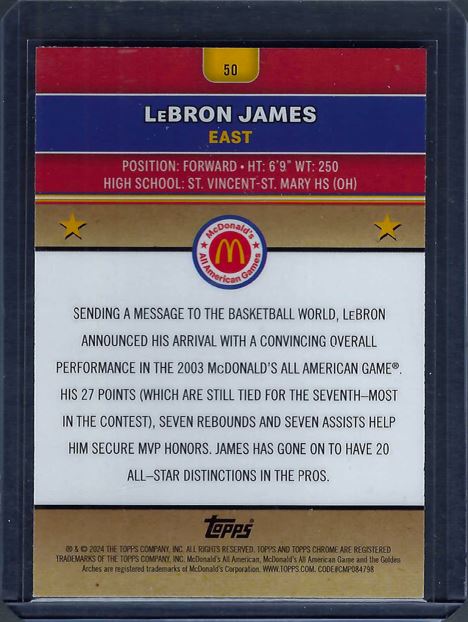 50
LEBRON JAMES
EAST
POSITION: FORWARD • HT: 6'9" WT: 250
HIGH SCHOOL: ST. VINCENT-ST. MARY HS (OH)
McDonald's
All American Games
SENDING A MESSAGE TO THE BASKETBALL WORLD, LEBRON
ANNOUNCED HIS ARRIVAL WITH A CONVINCING OVERALL
PERFORMANCE IN THE 2003 McDONALD'S ALL AMERICAN GAME®.
HIS 27 POINTS (WHICH ARE STILL TIED FOR THE SEVENTH–MOST
IN THE CONTEST), SEVEN REBOUNDS AND SEVEN ASSISTS HELP
HIM SECURE MVP HONORS. JAMES HAS GONE ON TO HAVE 20
ALL–STAR DISTINCTIONS IN THE PROS.
Topps
® & © 2024 THE TOPPS COMPANY, INC. ALL RIGHTS RESERVED. TOPPS AND TOPPS CHROME ARE REGISTERED
TRADEMARKS OF THE TOPPS COMPANY, INC. McDonald's All American, McDonald's All American Game and the Golden
Arches are registered trademarks of McDonald's Corporation. WWW.TOPPS.COM. CODE#CMP084798